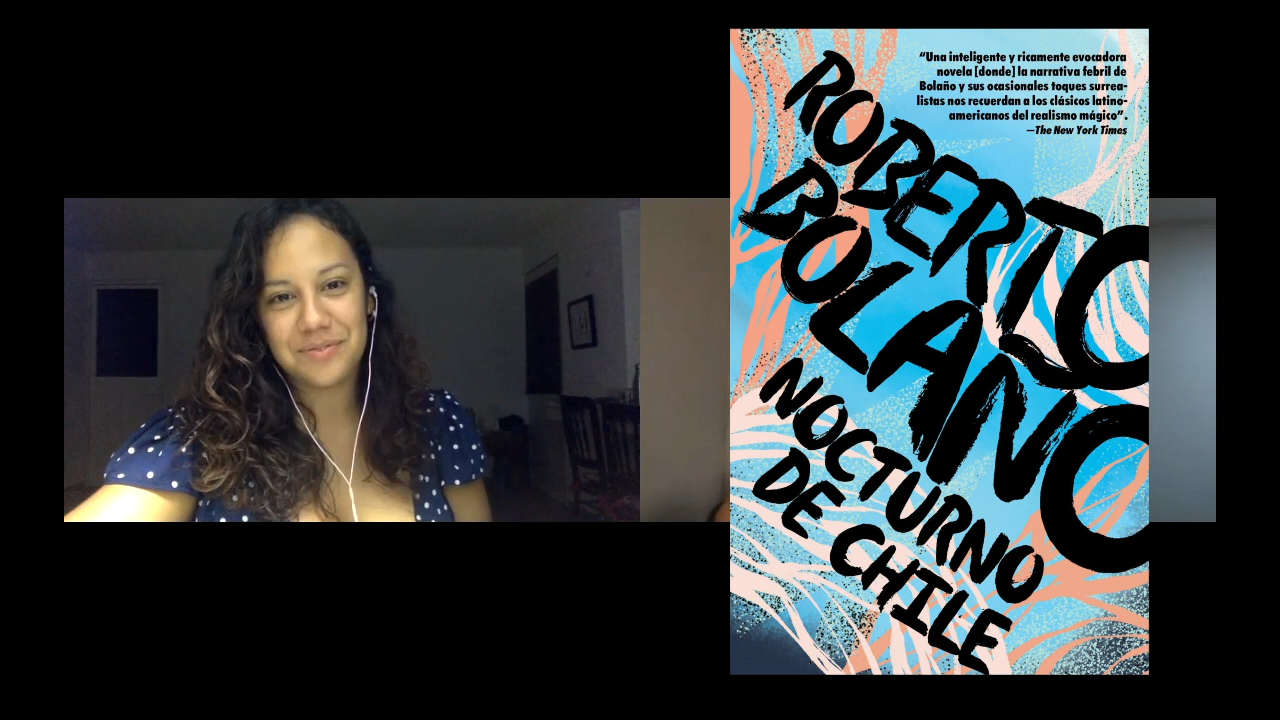 “Una inteligente y ricamente evocadora
novela [donde] la narrativa febril de
Bolaño y sus ocasionales toques surrea-
listas nos recuerdan a los clásicos latino-
americanos del realismo mágico”.
—The New York Times
ROBERTO
BOLAÑO
NOCTURNO
DE CHILE